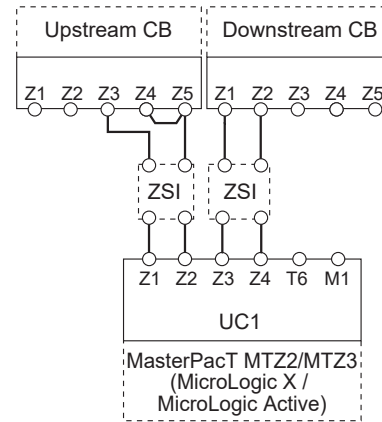 Upstream CB Downstream CB
Z1 Z2 Z3 Z4 Z5 Z1 Z2 Z3 Z4 Z5
ZSI ZSI
Z1 Z2 Z3 Z4 T6 M1
UC1
MasterPacT MTZ2/MTZ3
(MicroLogic X /
MicroLogic Active)